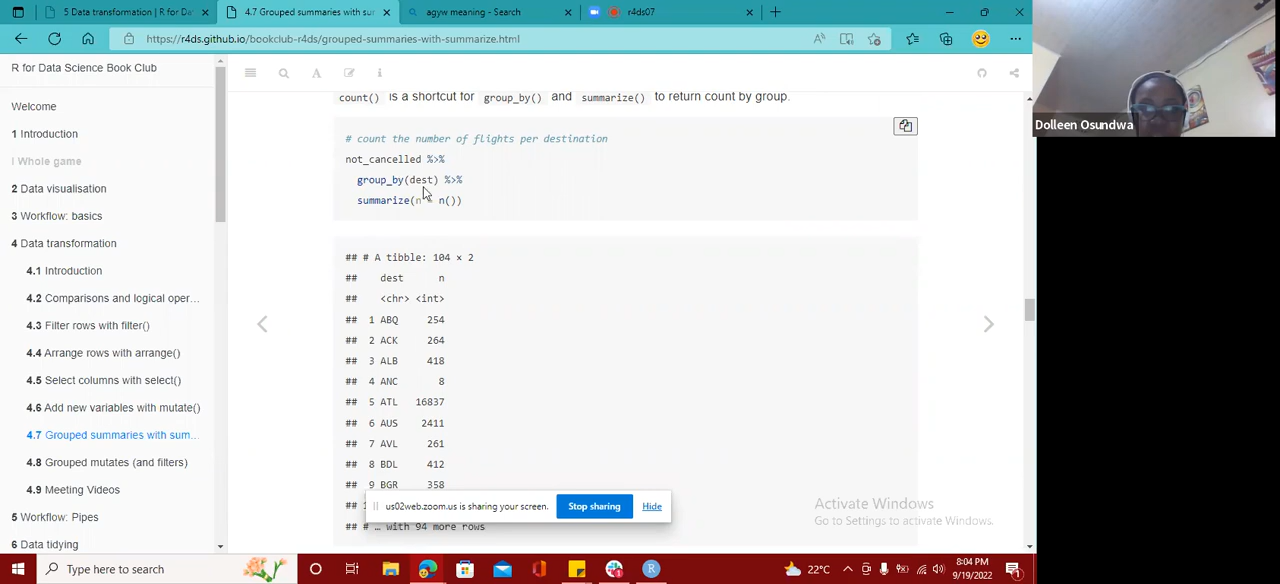 5 Data transformation | R for Dat
4.7 Grouped summaries with sum
agyw meaning - Search
r4ds07
https://r4ds.github.io/bookclub-r4ds/grouped-summaries-with-summarize.html
R for Data Science Book Club
Welcome
1 Introduction
I Whole game
2 Data visualisation
3 Workflow: basics
4 Data transformation
4.1 Introduction
4.2 Comparisons and logical oper...
4.3 Filter rows with filter()
4.4 Arrange rows with arrange()
4.5 Select columns with select()
4.6 Add new variables with mutate()
4.7 Grouped summaries with sum...
4.8 Grouped mutates (and filters)
4.9 Meeting Videos
5 Workflow: Pipes
6 Data tidying
count() is a shortcut for group_by() and summarize() to return count by group.
# count the number of flights per destination
not_cancelled %>%
group_by(dest) %>%
summarize(n = n())
## # A tibble: 104 × 2
## dest n
## <chr> <int>
## 1 ABQ 254
## 2 ACK 264
## 3 ALB 418
## 4 ANC 8
## 5 ATL 16837
## 6 AUS 2411
## 7 AVL 261
## 8 BDL 412
## 9 BGR 358
## 1
us02web.zoom.us is sharing your screen.
Stop sharing
Hide
## # … with 94 more rows
Activate Windows
Go to Settings to activate Windows.
Dolleen Osundwa
Type here to search
22°C
8:04 PM
9/19/2022
1